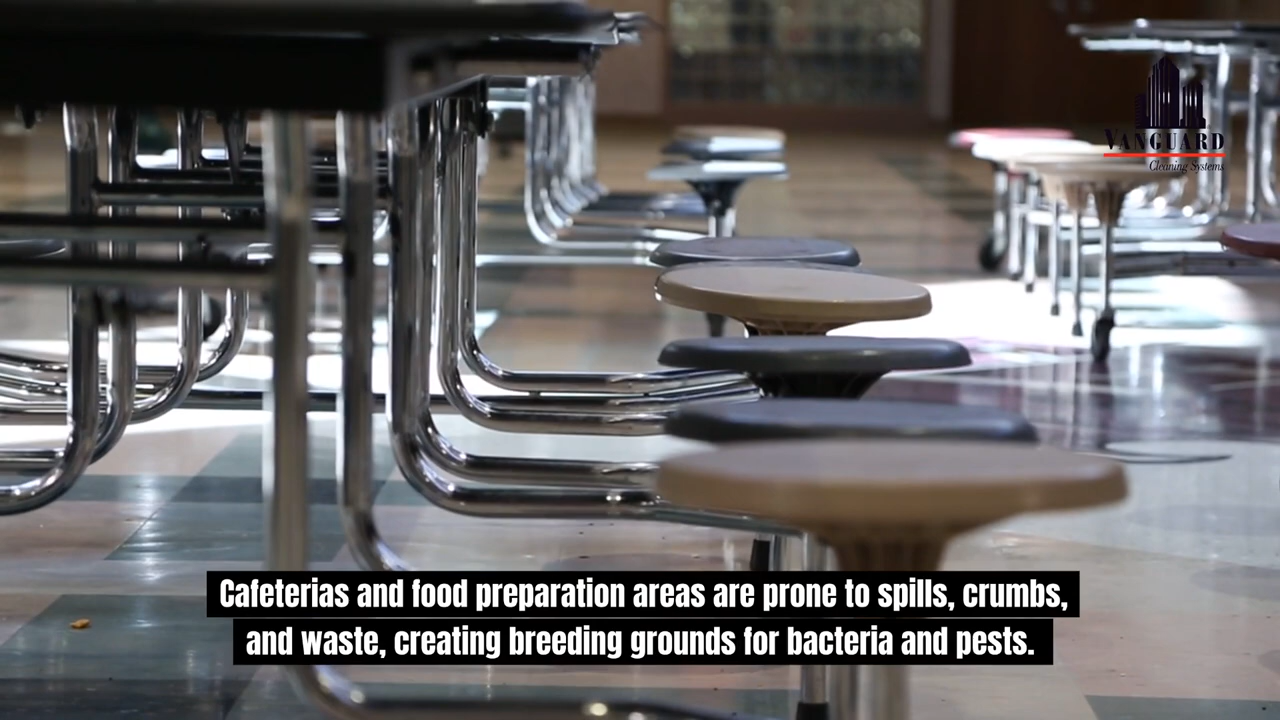 VANGUARD
Cleaning Systems
Cafeterias and food preparation areas are prone to spills, crumbs,
and waste, creating breeding grounds for bacteria and pests.